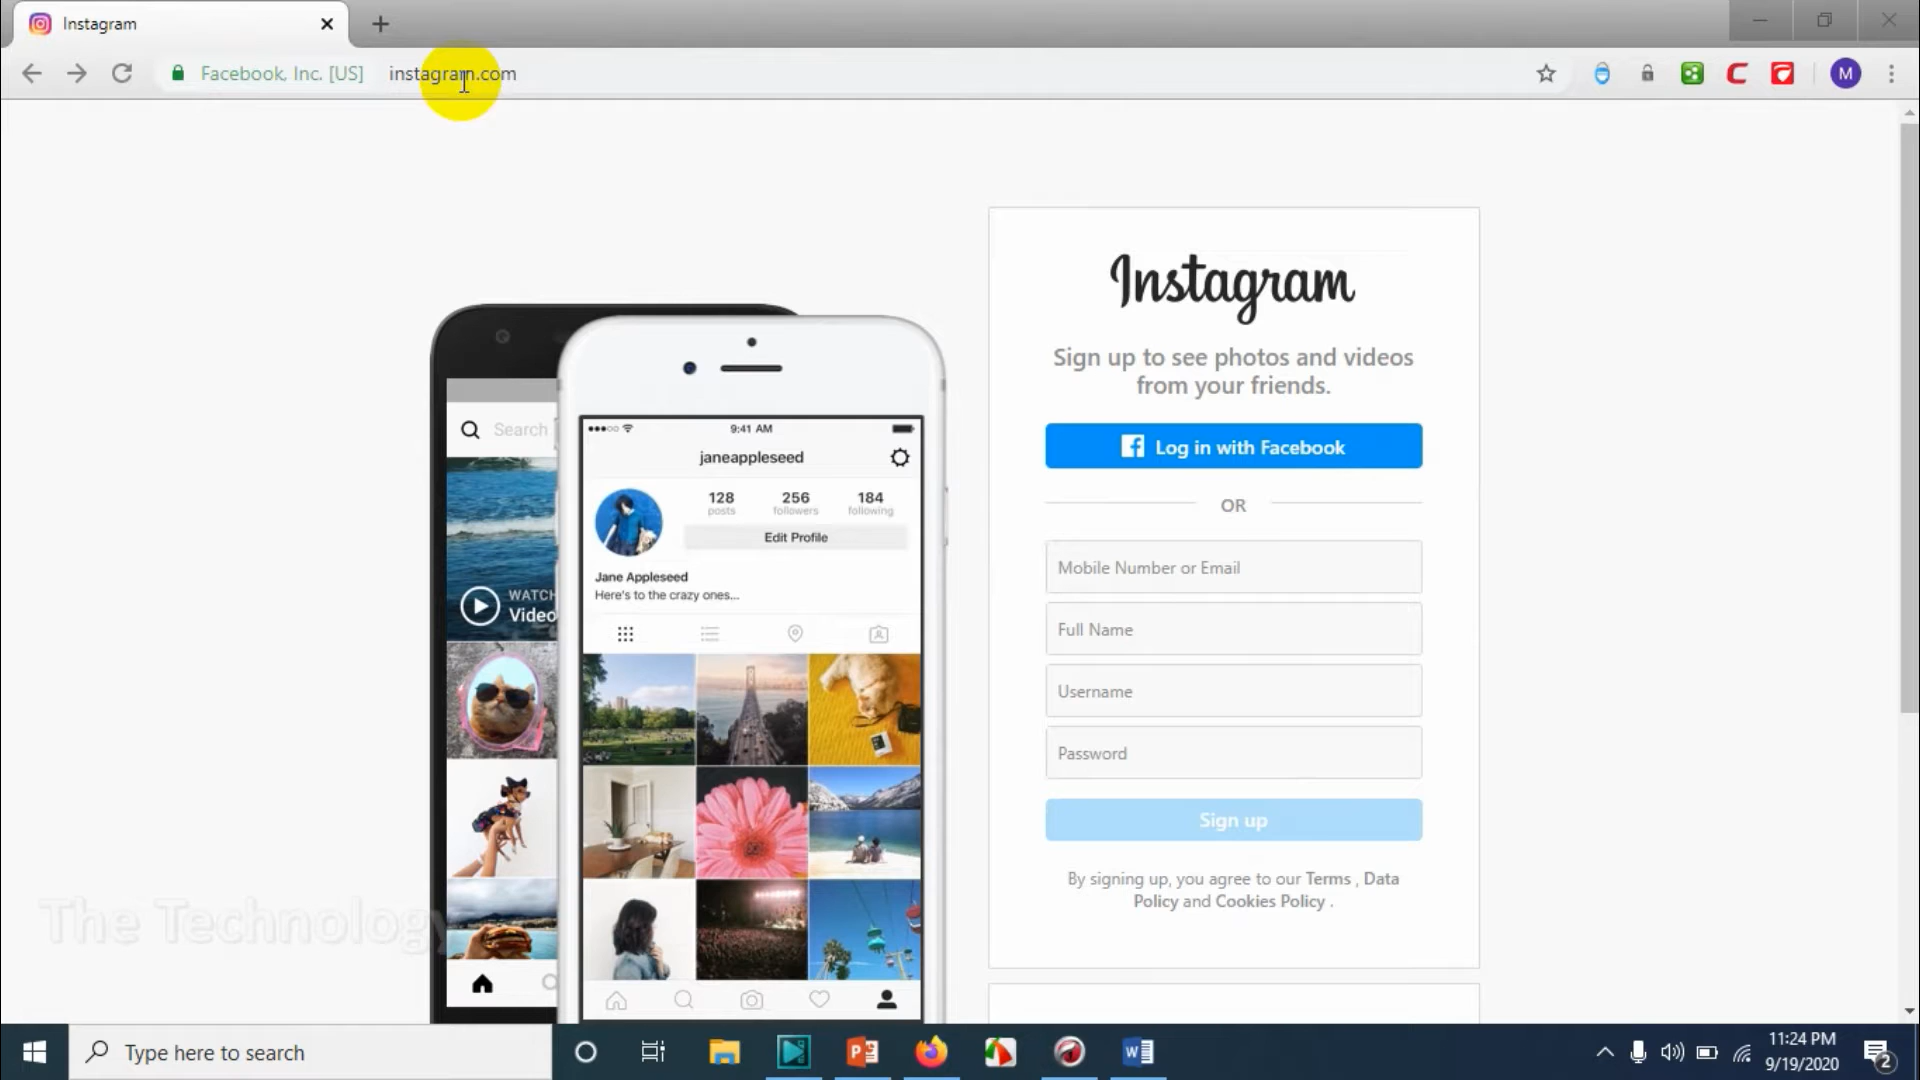 Instagram
Facebook, Inc. [US]
instagram.com
M
Instagram
Sign up to see photos and videos
from your friends.
Log in with Facebook
OR
Mobile Number or Email
Full Name
Username
Password
Sign up
By signing up, you agree to our Terms , Data
Policy and Cookies Policy .
Search
WATCH
Video
9:41 AM
janeappleseed
128
256
184
posts
followers
following
Edit Profile
Jane Appleseed
Here's to the crazy ones...
The Technology
Type here to search
11:24 PM
9/19/2020
2